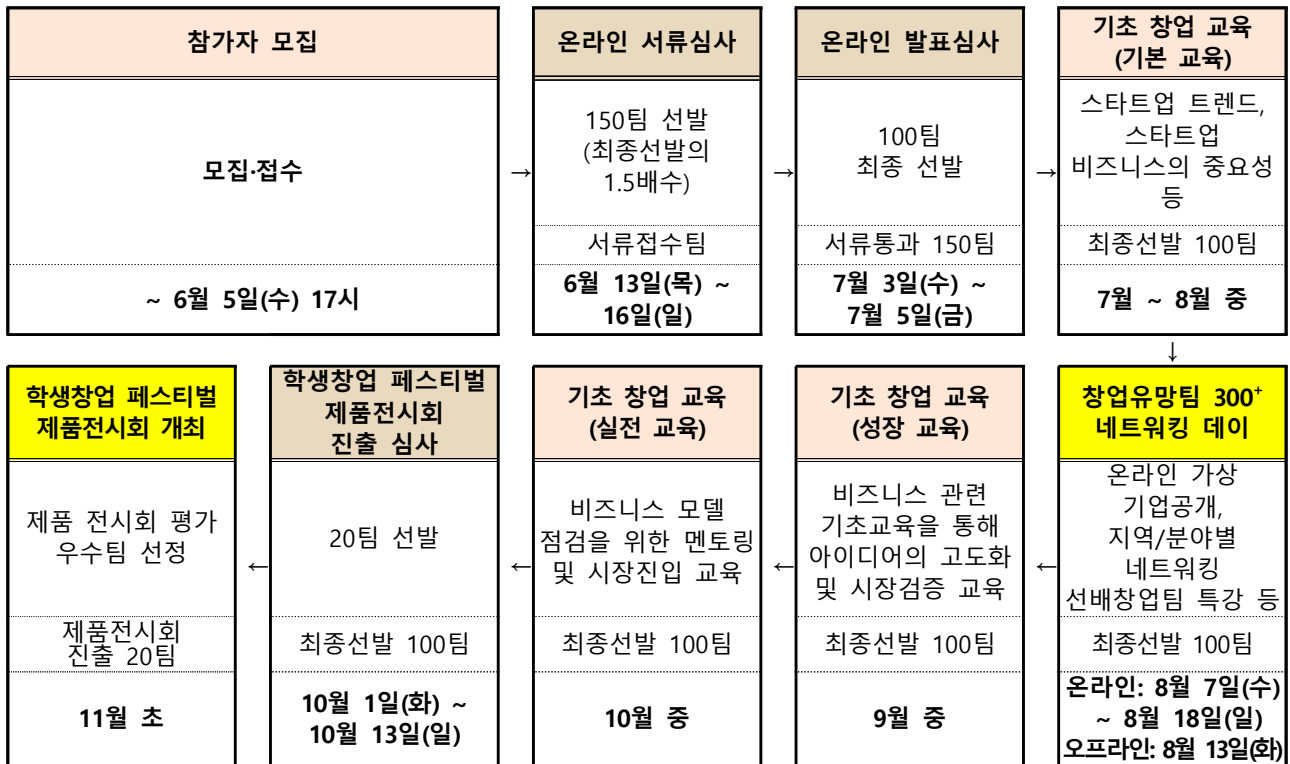 참가자 모집
모집·접수
~ 6월 5일(수) 17시
→
온라인 서류심사
150팀 선발
(최종선발의
1.5배수)
서류접수팀
6월 13일(목) ~
16일(일)
→
온라인 발표심사
100팀
최종 선발
서류통과 150팀
7월 3일(수) ~
7월 5일(금)
→
기초 창업 교육
(기본 교육)
스타트업 트렌드,
스타트업
비즈니스의 중요성
등
최종선발 100팀
7월 ~ 8월 중
↓
창업유망팀 300⁺
네트워킹 데이
온라인 가상
기업공개,
지역/분야별
네트워킹
선배창업팀 특강 등
최종선발 100팀
온라인: 8월 7일(수)
~ 8월 18일(일)
오프라인: 8월 13일(화)
←
기초 창업 교육
(성장 교육)
비즈니스 관련
기초교육을 통해
아이디어의 고도화
및 시장검증 교육
최종선발 100팀
9월 중
←
기초 창업 교육
(실전 교육)
비즈니스 모델
점검을 위한 멘토링
및 시장진입 교육
최종선발 100팀
10월 중
←
학생창업 페스티벌
제품전시회
진출 심사
20팀 선발
최종선발 100팀
10월 1일(화) ~
10월 13일(일)
←
학생창업 페스티벌
제품전시회 개최
제품 전시회 평가
우수팀 선정
제품전시회
진출 20팀
11월 초